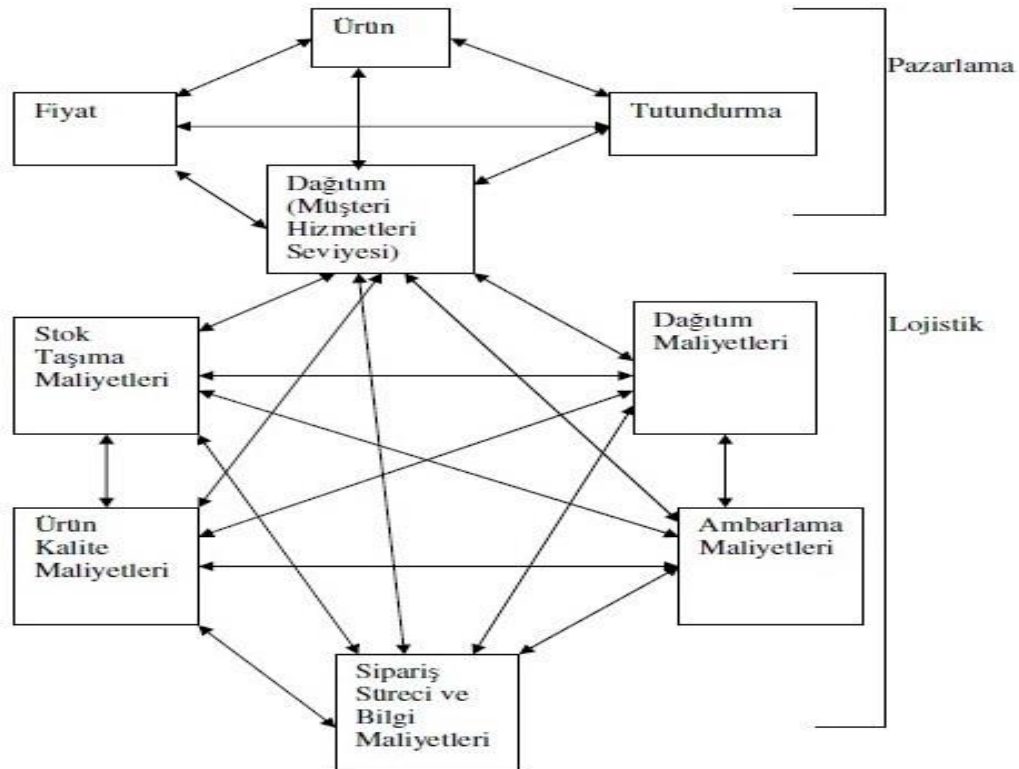 Ürün
Pazarlama
Fiyat
Tutundurma
Dağıtım
(Müşteri
Hizmetleri
Seviyesi)
Lojistik
Stok
Taşıma
Maliyetleri
Dağıtım
Maliyetleri
Ürün
Kalite
Maliyetleri
Ambarlama
Maliyetleri
Sipariş
Süreci ve
Bilgi
Maliyetleri